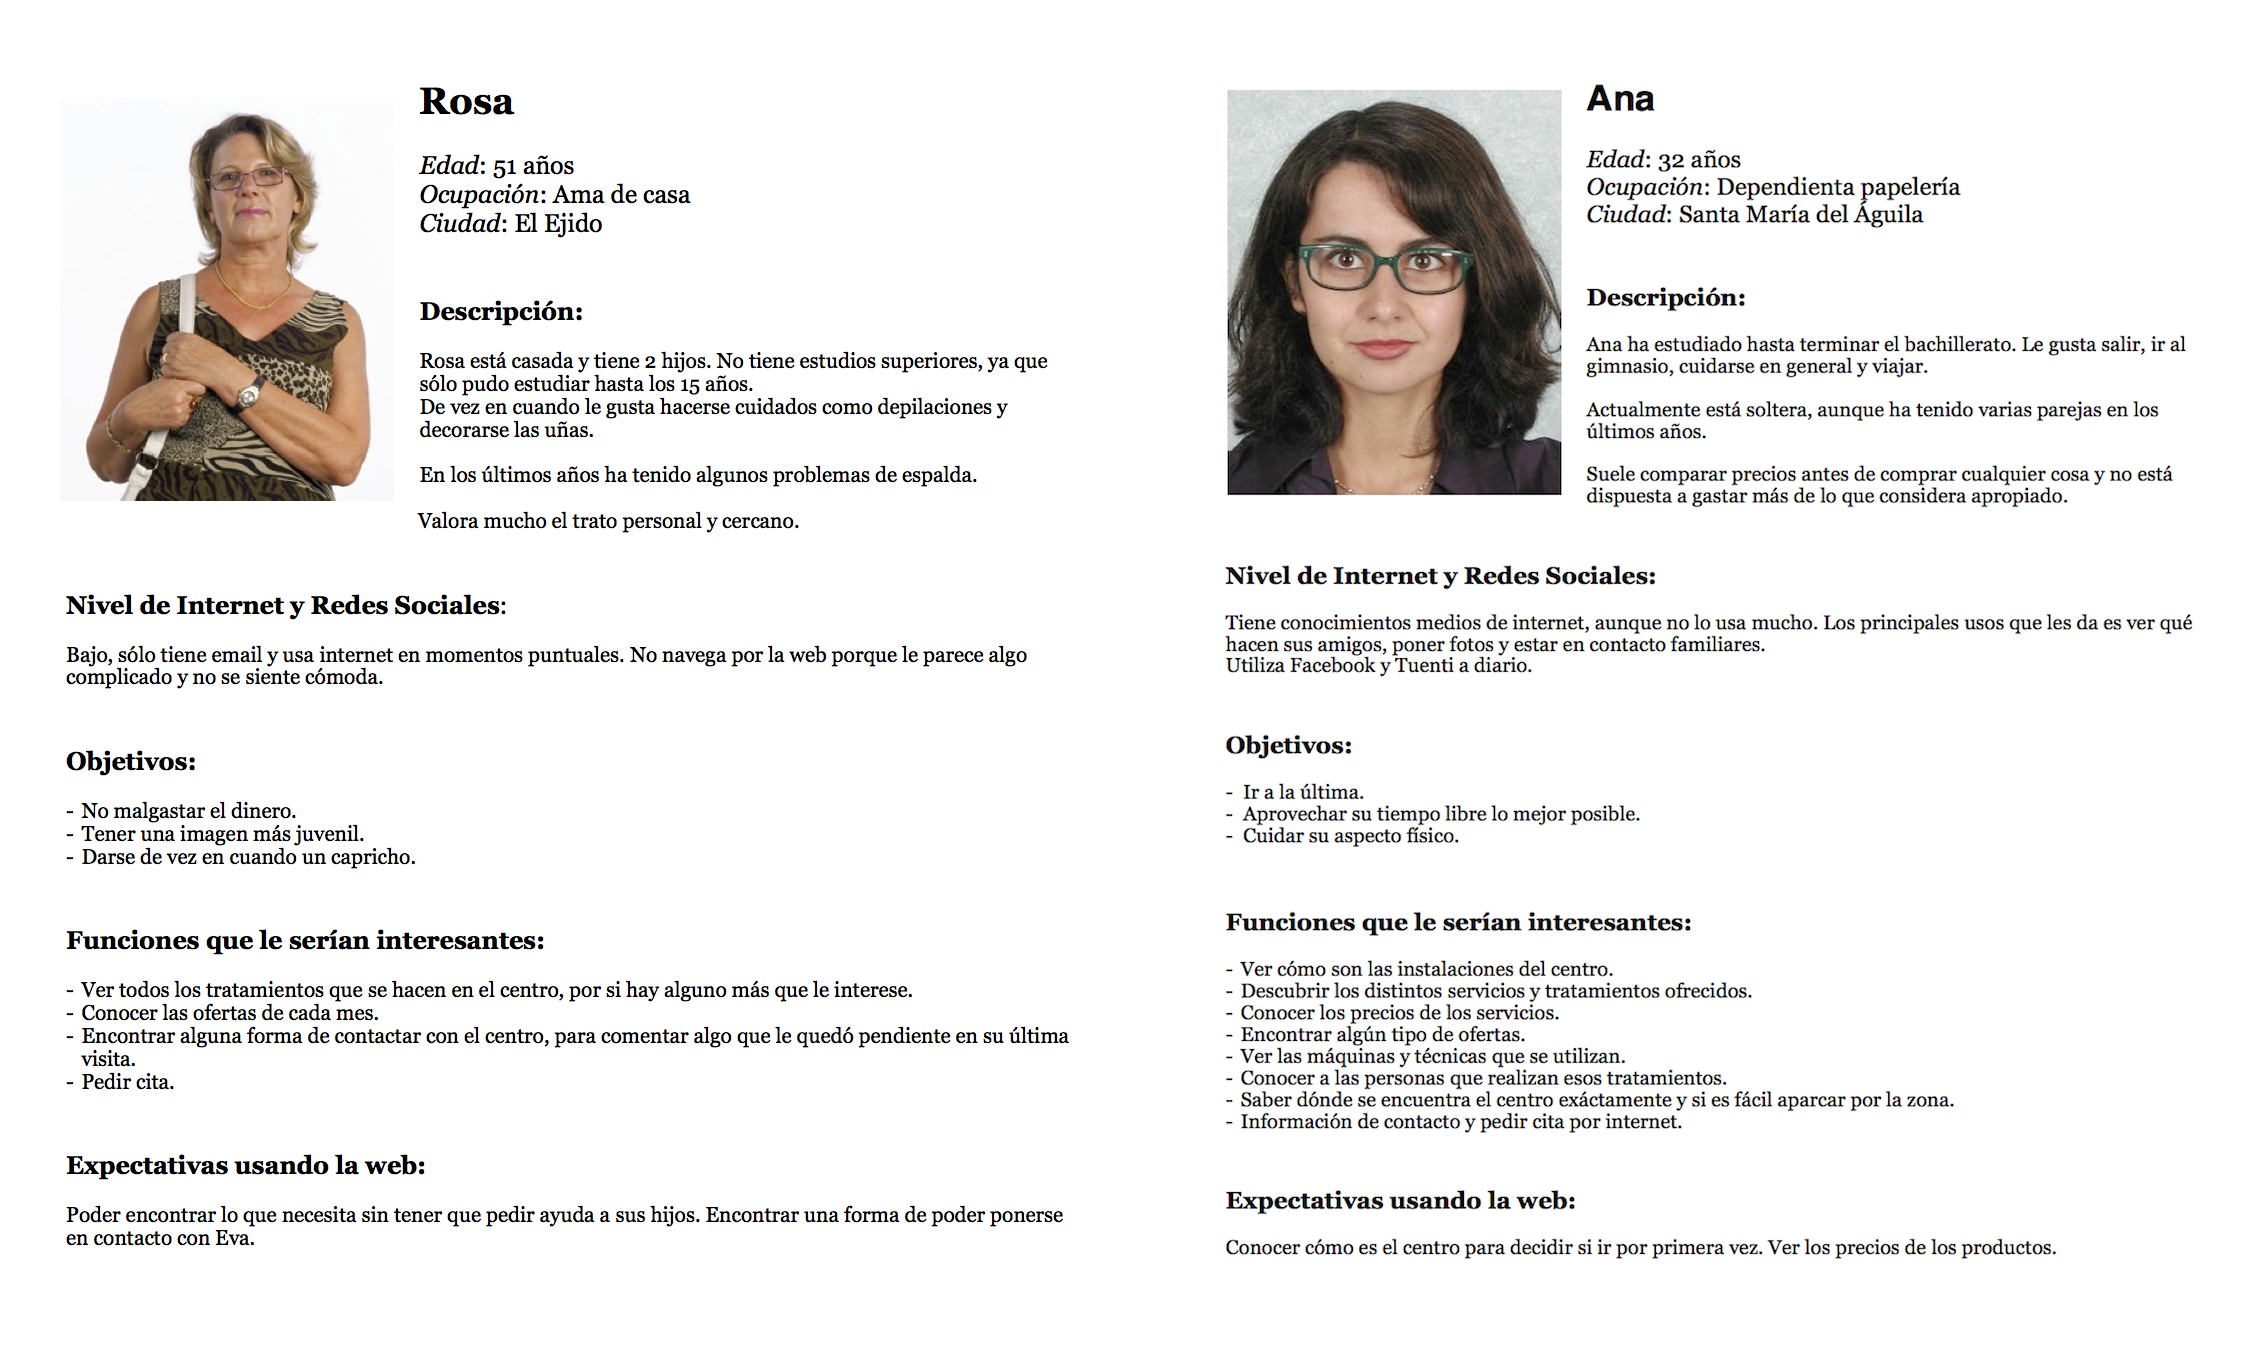 Rosa
Edad: 51 años
Ocupación: Ama de casa
Ciudad: El Ejido
Descripción:
Rosa está casada y tiene 2 hijos. No tiene estudios superiores, ya que
sólo pudo estudiar hasta los 15 años.
De vez en cuando le gusta hacerse cuidados como depilaciones y
decorarse las uñas.
En los últimos años ha tenido algunos problemas de espalda.
Valora mucho el trato personal y cercano.
Nivel de Internet y Redes Sociales:
Bajo, sólo tiene email y usa internet en momentos puntuales. No navega por la web porque le parece algo
complicado y no se siente cómoda.
Objetivos:
- No malgastar el dinero.
- Tener una imagen más juvenil.
- Darse de vez en cuando un capricho.
Funciones que le serían interesantes:
- Ver todos los tratamientos que se hacen en el centro, por si hay alguno más que le interese.
- Conocer las ofertas de cada mes.
- Encontrar alguna forma de contactar con el centro, para comentar algo que le quedó pendiente en su última
visita.
- Pedir cita.
Expectativas usando la web:
Poder encontrar lo que necesita sin tener que pedir ayuda a sus hijos. Encontrar una forma de poder ponerse
en contacto con Eva.
Ana
Edad: 32 años
Ocupación: Dependienta papelería
Ciudad: Santa María del Águila
Descripción:
Ana ha estudiado hasta terminar el bachillerato. Le gusta salir, ir al
gimnasio, cuidarse en general y viajar.
Actualmente está soltera, aunque ha tenido varias parejas en los
últimos años.
Suele comparar precios antes de comprar cualquier cosa y no está
dispuesta a gastar más de lo que considera apropiado.
Nivel de Internet y Redes Sociales:
Tiene conocimientos medios de internet, aunque no lo usa mucho. Los principales usos que les da es ver qué
hacen sus amigos, poner fotos y estar en contacto familiares.
Utiliza Facebook y Tuenti a diario.
Objetivos:
- Ir a la última.
- Aprovechar su tiempo libre lo mejor posible.
- Cuidar su aspecto físico.
Funciones que le serían interesantes:
- Ver cómo son las instalaciones del centro.
- Descubrir los distintos servicios y tratamientos ofrecidos.
- Conocer los precios de los servicios.
- Encontrar algún tipo de ofertas.
- Ver las máquinas y técnicas que se utilizan.
- Conocer a las personas que realizan esos tratamientos.
- Saber dónde se encuentra el centro exáctamente y si es fácil aparcar por la zona.
- Información de contacto y pedir cita por internet.
Expectativas usando la web:
Conocer cómo es el centro para decidir si ir por primera vez. Ver los precios de los productos.